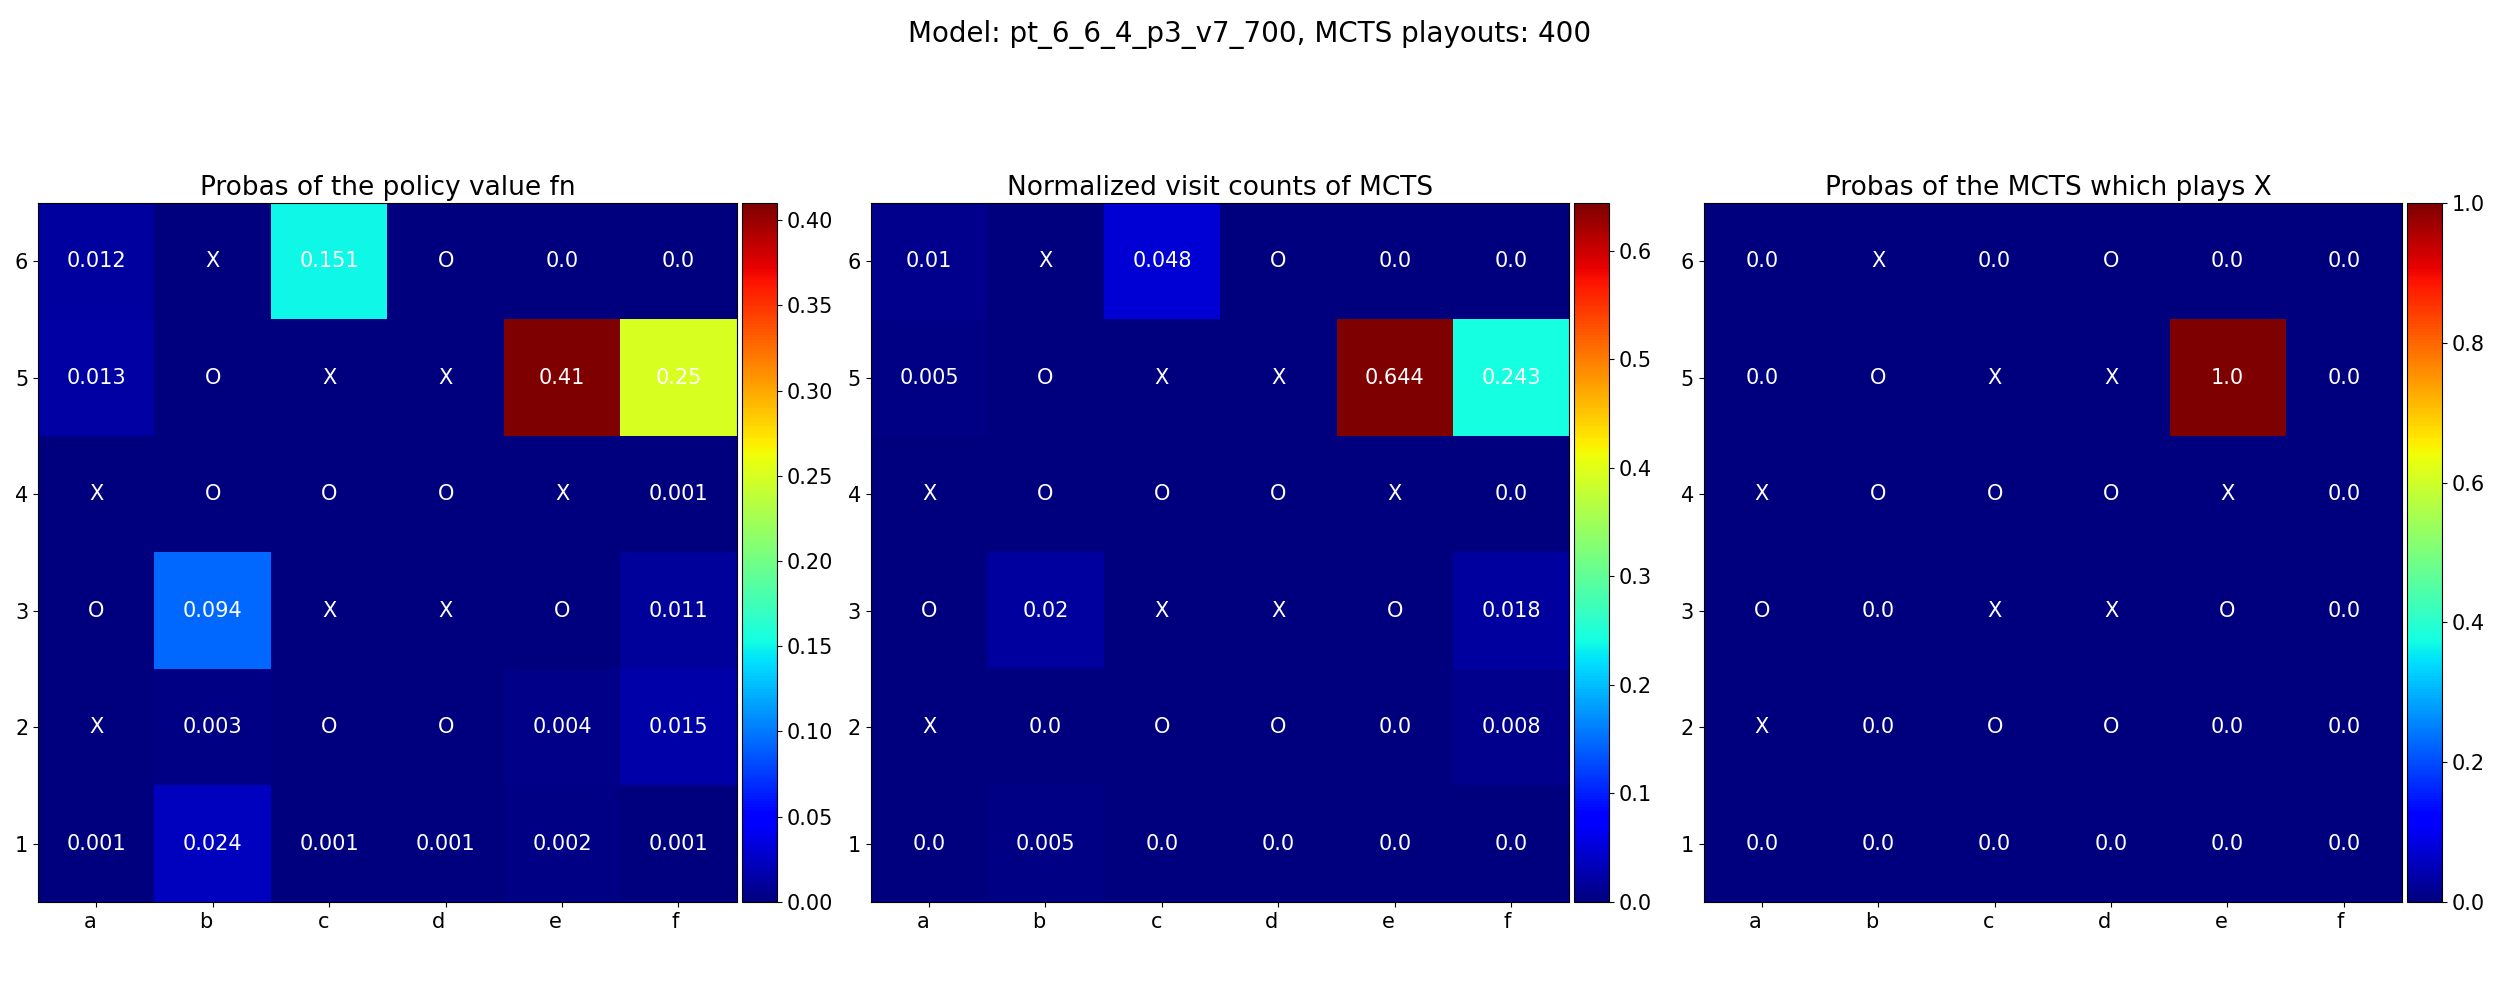 Model: pt_6_6_4_p3_v7_700, MCTS playouts: 400
Probas of the policy value fn
6 0.012 X 0.151 O 0.0 0.0
5 0.013 O X X 0.41 0.25
4 X O O O X 0.001
3 O 0.094 X X O 0.011
2 X 0.003 O O 0.004 0.015
1 0.001 0.024 0.001 0.001 0.002 0.001
a b c d e f
0.40
0.35
0.30
0.25
0.20
0.15
0.10
0.05
0.00
Normalized visit counts of MCTS
6 0.01 X 0.048 O 0.0 0.0
5 0.005 O X X 0.644 0.243
4 X O O O X 0.0
3 O 0.02 X X O 0.018
2 X 0.0 O O 0.0 0.008
1 0.0 0.005 0.0 0.0 0.0 0.0
a b c d e f
0.6
0.5
0.4
0.3
0.2
0.1
0.0
Probas of the MCTS which plays X
6 0.0 X 0.0 O 0.0 0.0
5 0.0 O X X 1.0 0.0
4 X O O O X 0.0
3 O 0.0 X X O 0.0
2 X 0.0 O O 0.0 0.0
1 0.0 0.0 0.0 0.0 0.0 0.0
a b c d e f
1.0
0.8
0.6
0.4
0.2
0.0